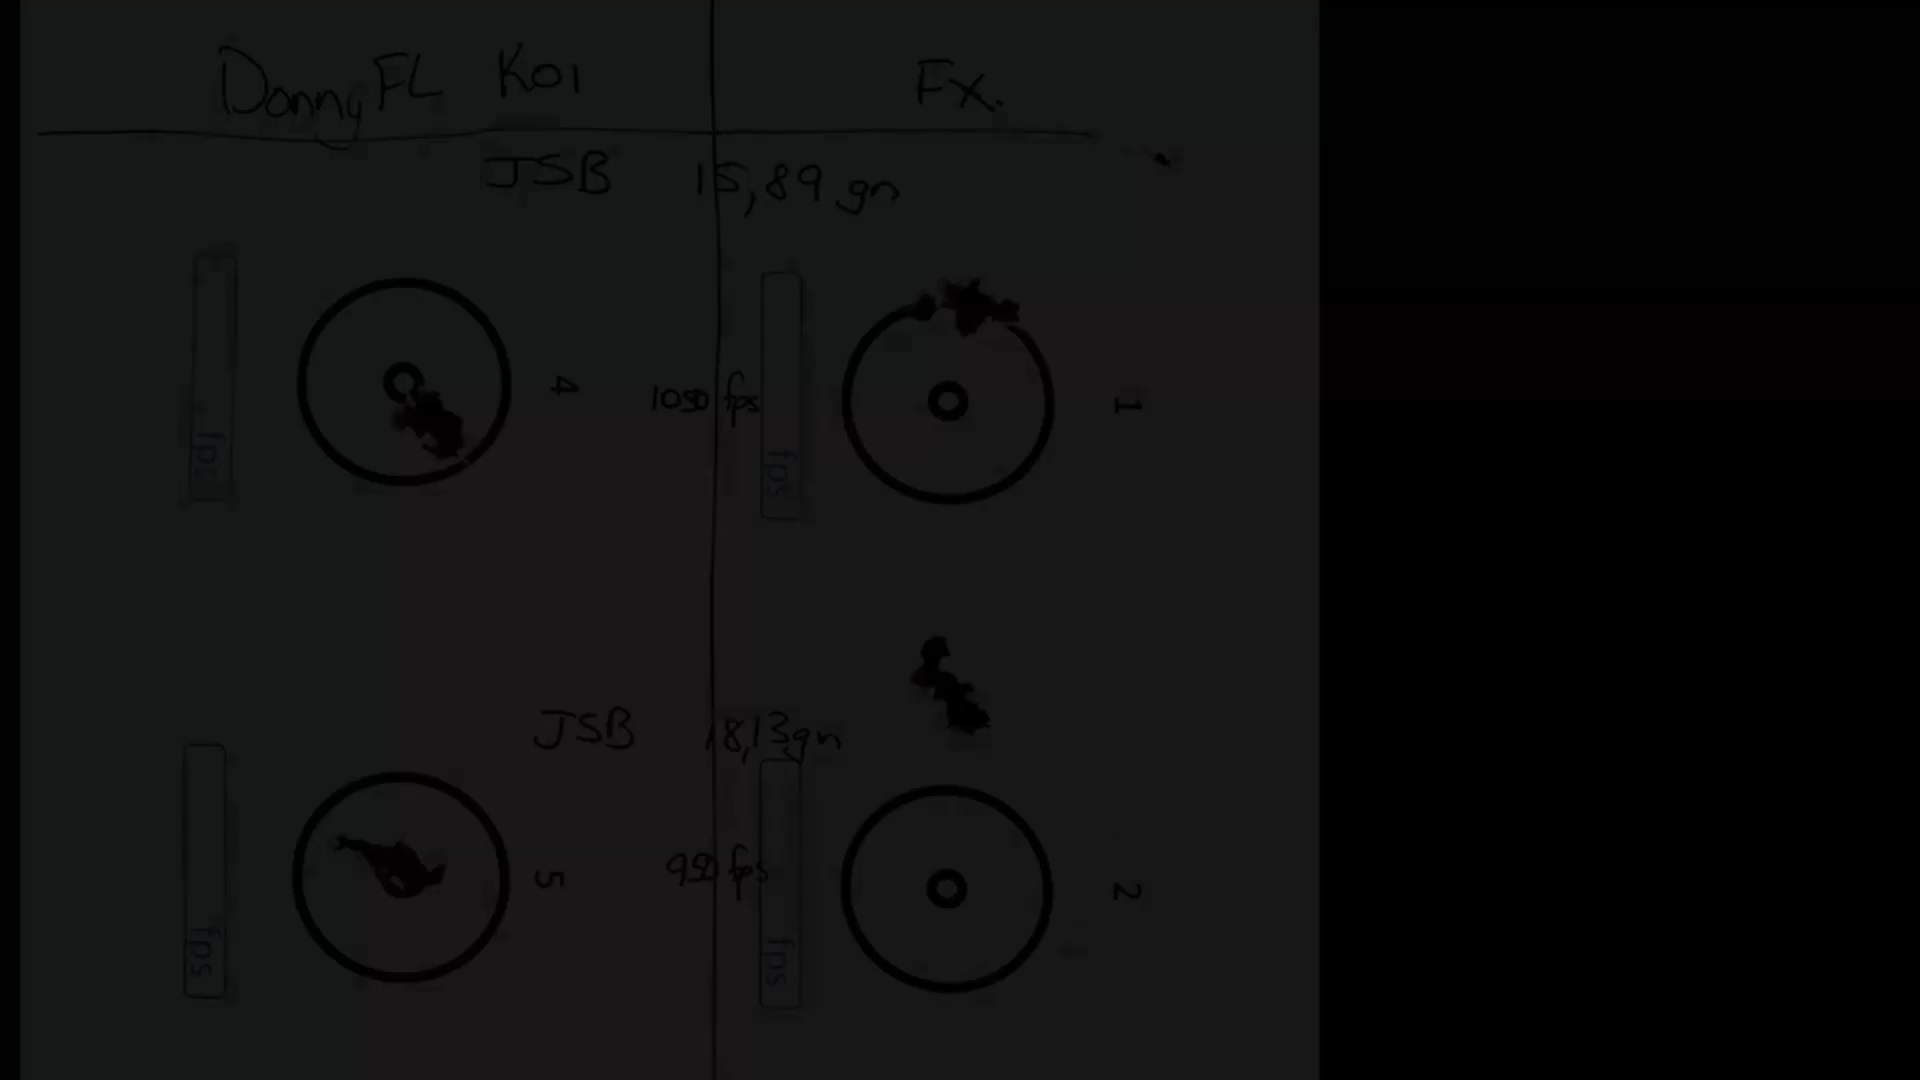 Donny FL Koi FX.
JSB 15,89 gn
fps
4
1050 fps
fps
1
JSB 18,13gn
fps
5
950 fps
fps
2